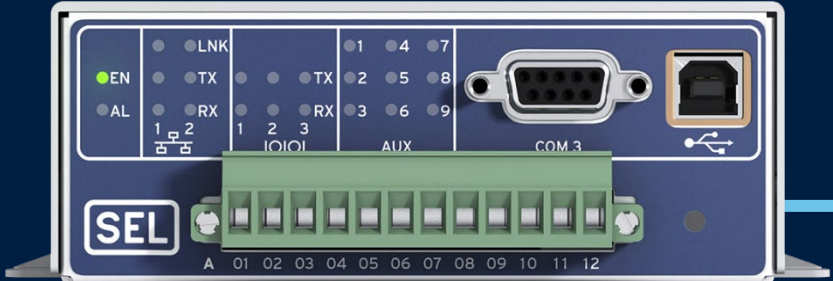 LNK 1 4 7
EN TX TX 2 5 8
AL RX RX 3 6 9
1 2 1 2 3
IOIOI AUX COM 3
SEL
A 01 02 03 04 05 06 07 08 09 10 11 12